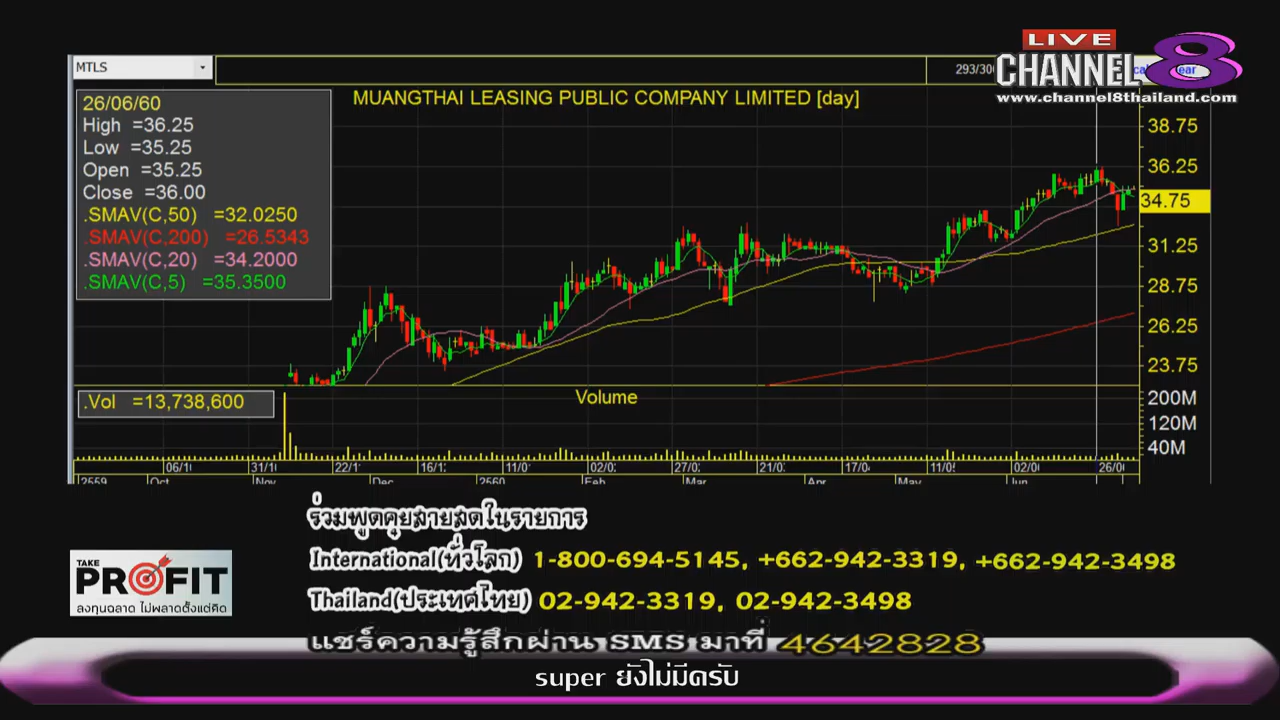 LIVE
CHANNEL 8
www.channel8thailand.com
MTLS
MUANGTHAI LEASING PUBLIC COMPANY LIMITED [day]
26/06/60
High =36.25
Low =35.25
Open =35.25
Close =36.00
.SMAV(C,50) =32.0250
.SMAV(C,200) =26.5343
.SMAV(C,20) =34.2000
.SMAV(C,5) =35.3500
38.75
36.25
34.75
31.25
28.75
26.25
23.75
.Vol =13,738,600
Volume
200M
120M
40M
2559 Oct Nov Dec 2560 Feb Mar Apr May Jun
ร่วมพูดคุยสายสดในรายการ
International(ทั่วโลก) 1-800-694-5145, +662-942-3319, +662-942-3498
Thailand(ประเทศไทย) 02-942-3319, 02-942-3498
แชร์ความรู้สึกผ่าน SMS มาที่ 4642828
TAKE
PROFIT
ลงทุนฉลาด ไม่พลาดตั้งแต่คิด
super ยังไม่มีครับ